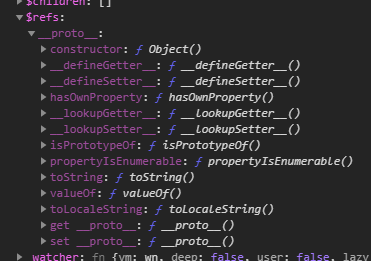 $children: []
$refs:
__proto__:
constructor: ƒ Object()
__defineGetter__: ƒ __defineGetter__()
__defineSetter__: ƒ __defineSetter__()
hasOwnProperty: ƒ hasOwnProperty()
__lookupGetter__: ƒ __lookupGetter__()
__lookupSetter__: ƒ __lookupSetter__()
isPrototypeOf: ƒ isPrototypeOf()
propertyIsEnumerable: ƒ propertyIsEnumerable()
toString: ƒ toString()
valueOf: ƒ valueOf()
toLocaleString: ƒ toLocaleString()
get __proto__: ƒ __proto__()
set __proto__: ƒ __proto__()
_watcher: fn {vm: wn, deep: false, user: false, lazy